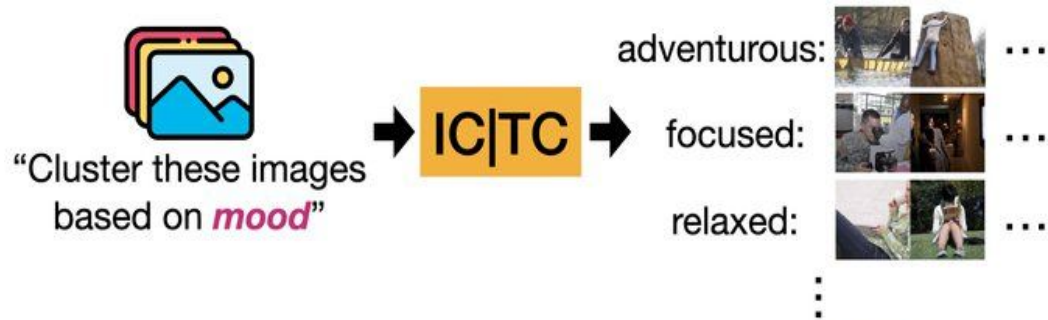 “Cluster these images
based on mood”
IC|TC
adventurous:
focused:
relaxed: